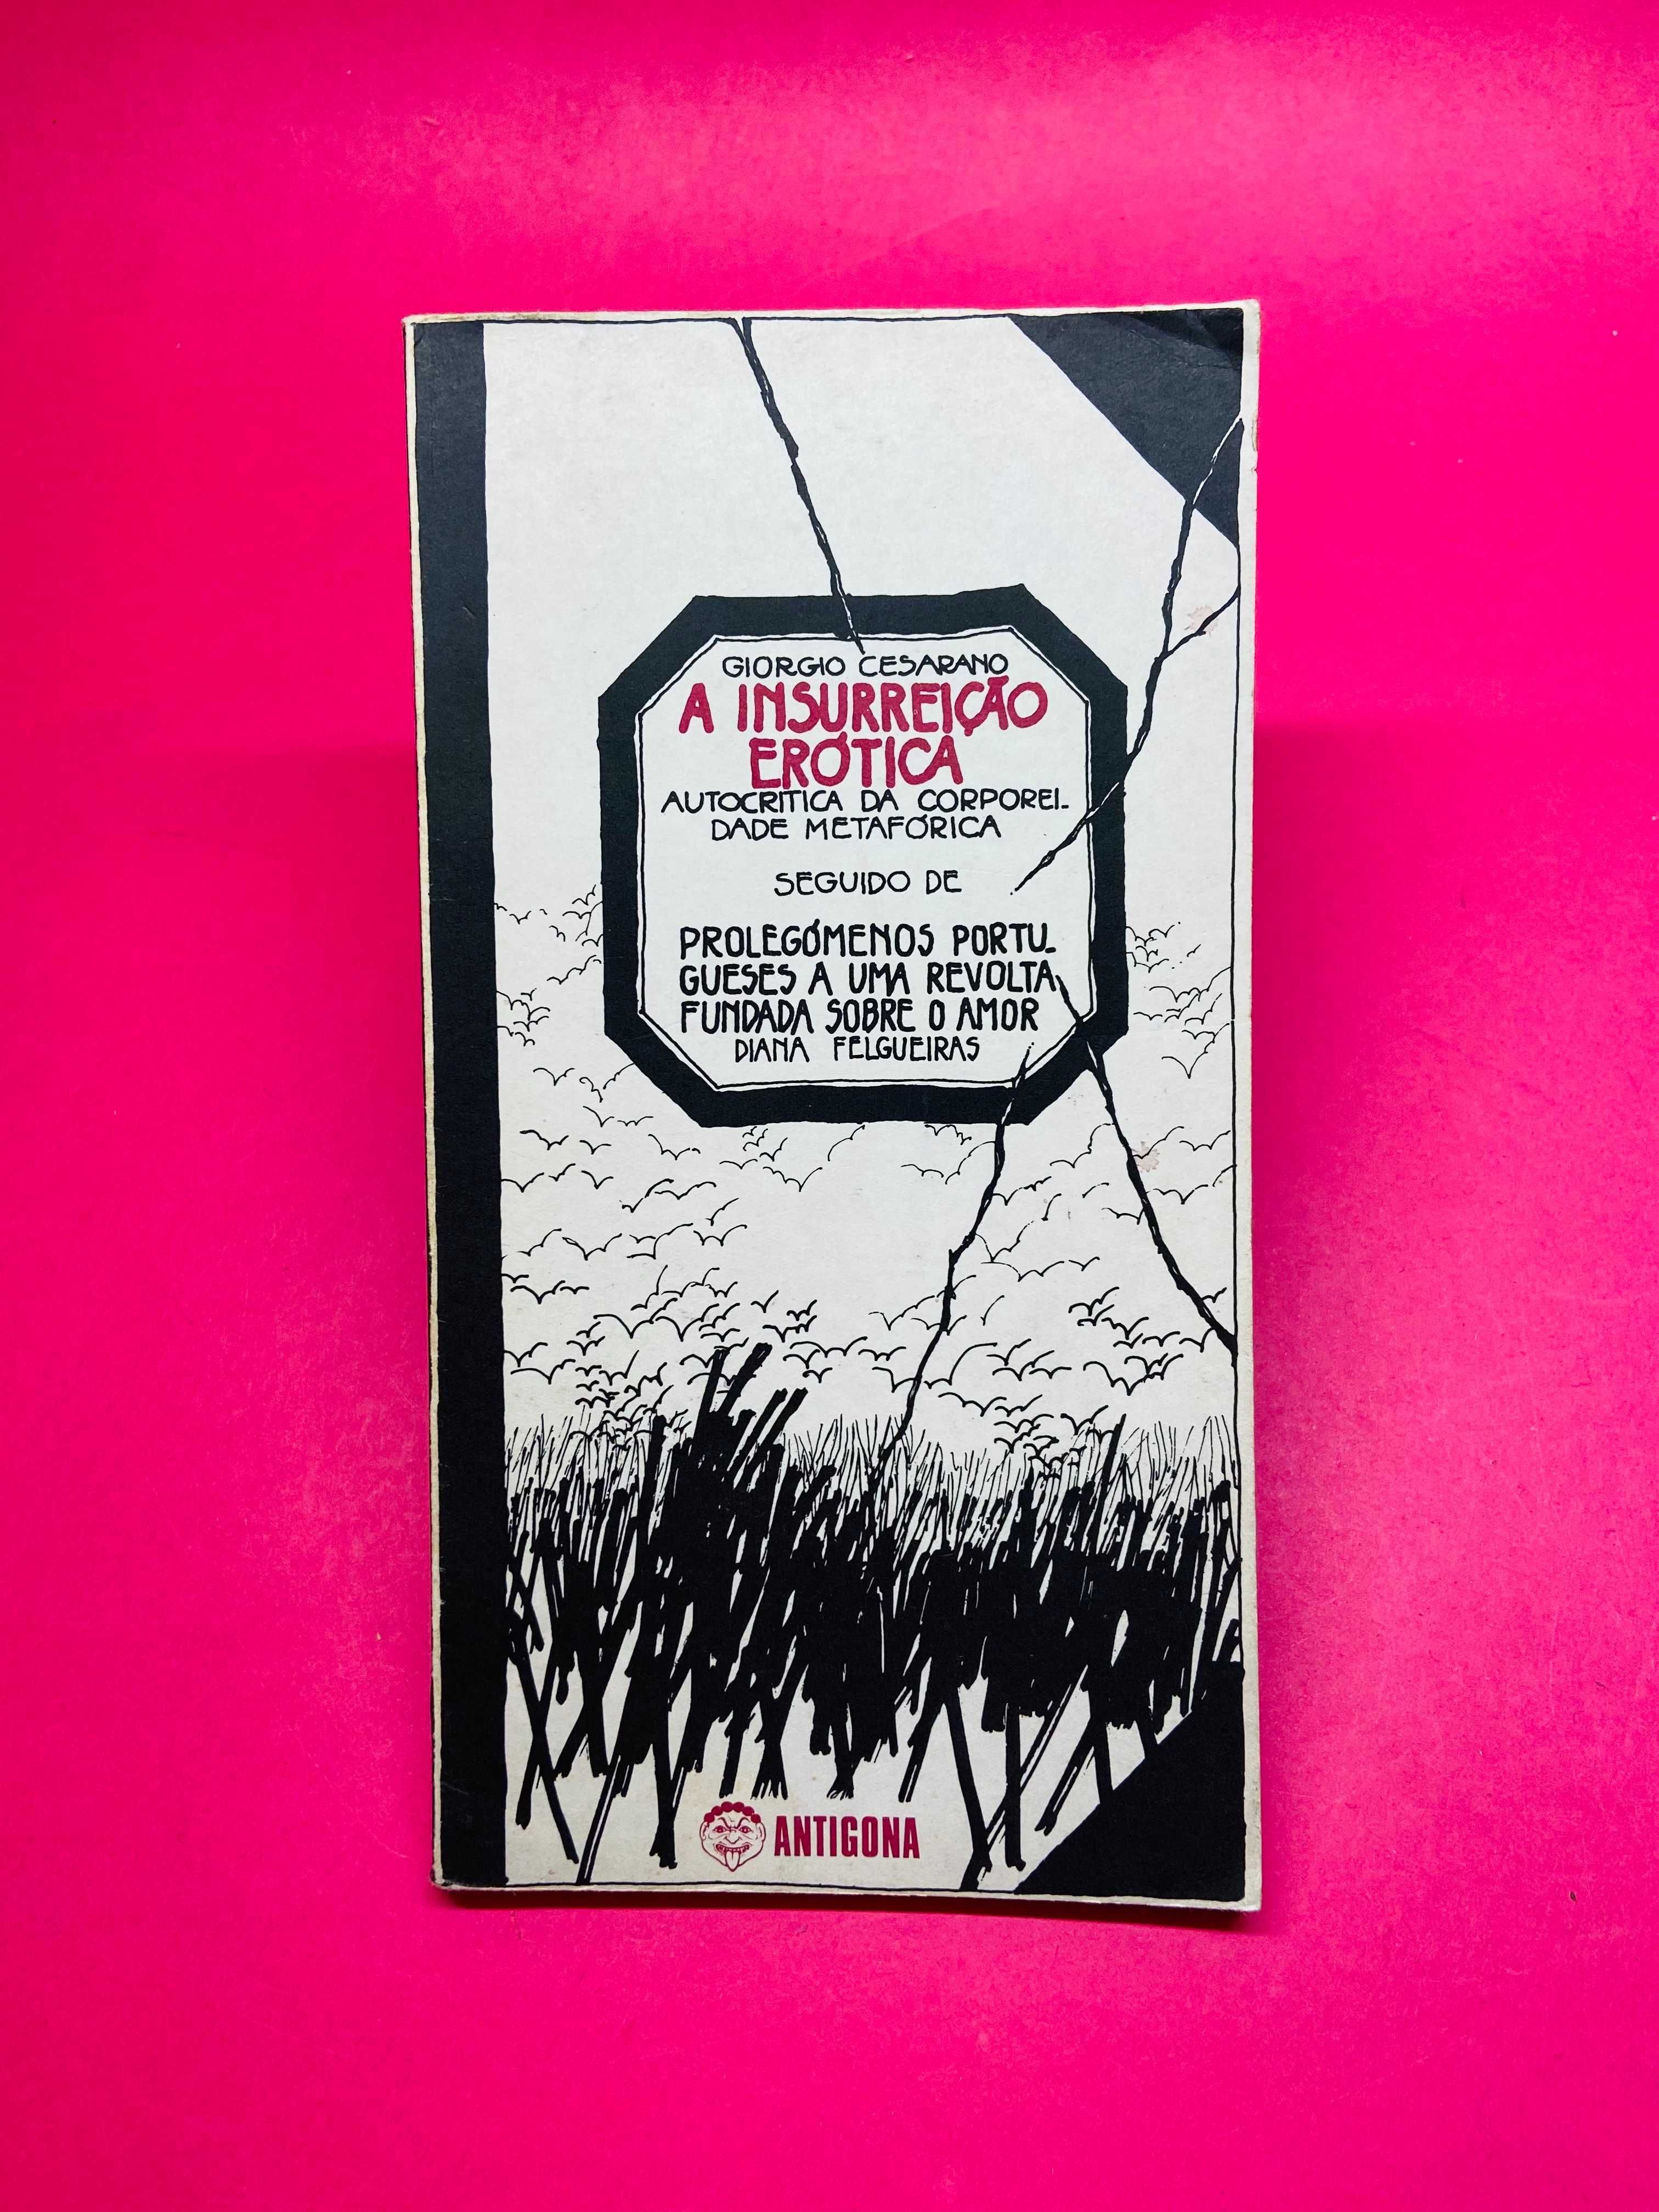 GIORGIO CESARANO
A INSURREIÇÃO
ERÓTICA
AUTOCRÍTICA DA CORPOREI-
DADE METAFÓRICA
SEGUIDO DE
PROLEGÓMENOS PORTU-
GUESES A UMA REVOLTA
FUNDADA SOBRE O AMOR
DIANA FELGUEIRAS
ANTIGONA